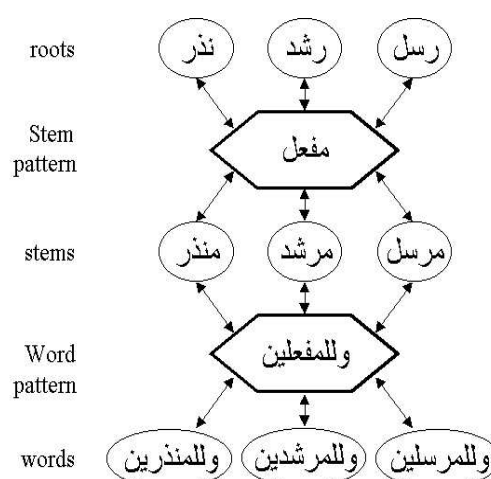 roots نذر رشد رسل
Stem
pattern
مفعل
stems منذر مرشد مرسل
Word
pattern
وللمفعلين
words وللمنذرين وللمرشدين وللمرسلين